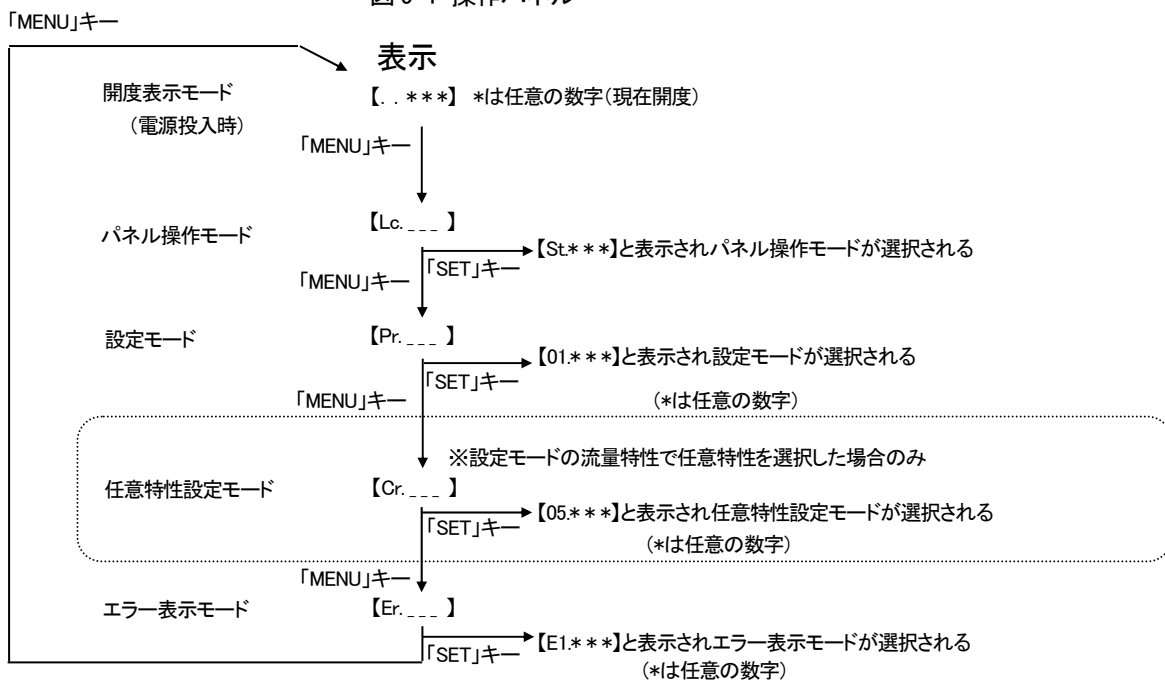 「MENU」キー
表示
開度表示モード 【. . ***】 *は任意の数字(現在開度)
(電源投入時)
「MENU」キー
パネル操作モード 【Lc._ _ _ 】
「SET」キー 【St.* * *】と表示されパネル操作モードが選択される
「MENU」キー
設定モード 【Pr._ _ _ 】
「SET」キー 【01.* * *】と表示され設定モードが選択される
「MENU」キー (*は任意の数字)
※設定モードの流量特性で任意特性を選択した場合のみ
任意特性設定モード 【Cr._ _ _ 】
「SET」キー 【05.* * *】と表示され任意特性設定モードが選択される
(*は任意の数字)
「MENU」キー
エラー表示モード 【Er._ _ _ 】
「SET」キー 【E1.* * *】と表示されエラー表示モードが選択される
(*は任意の数字)